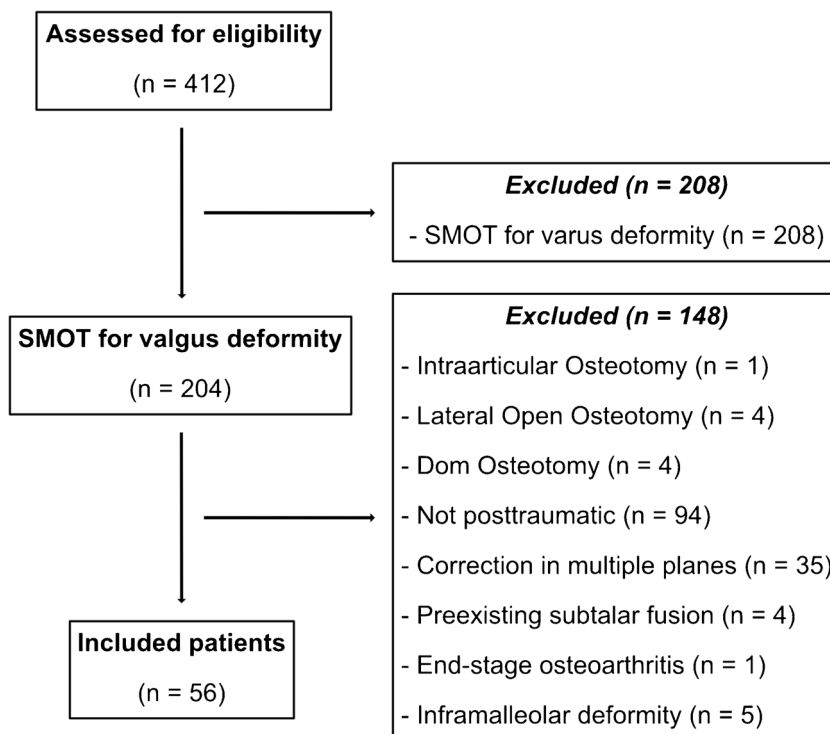 Assessed for eligibility
(n = 412)
Excluded (n = 208)
- SMOT for varus deformity (n = 208)
SMOT for valgus deformity
(n = 204)
Excluded (n = 148)
- Intraarticular Osteotomy (n = 1)
- Lateral Open Osteotomy (n = 4)
- Dom Osteotomy (n = 4)
- Not posttraumatic (n = 94)
- Correction in multiple planes (n = 35)
- Preexisting subtalar fusion (n = 4)
- End-stage osteoarthritis (n = 1)
- Inframalleolar deformity (n = 5)
Included patients
(n = 56)